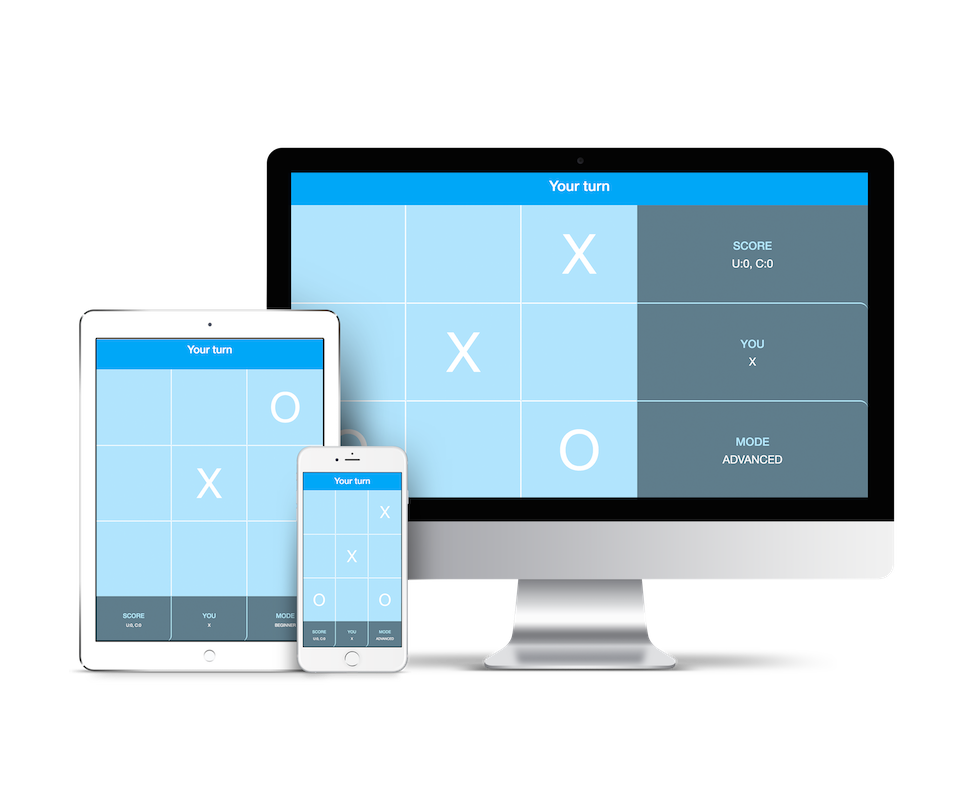 Your turn
X
SCORE
U:0, C:0
X
YOU
X
O
O
MODE
ADVANCED
Your turn
O
X
SCORE
YOU
MODE
U:0, C:0
X
BEGINNER
Your turn
X
X
O
O
SCORE
YOU
MODE
U:0, C:0
X
ADVANCED